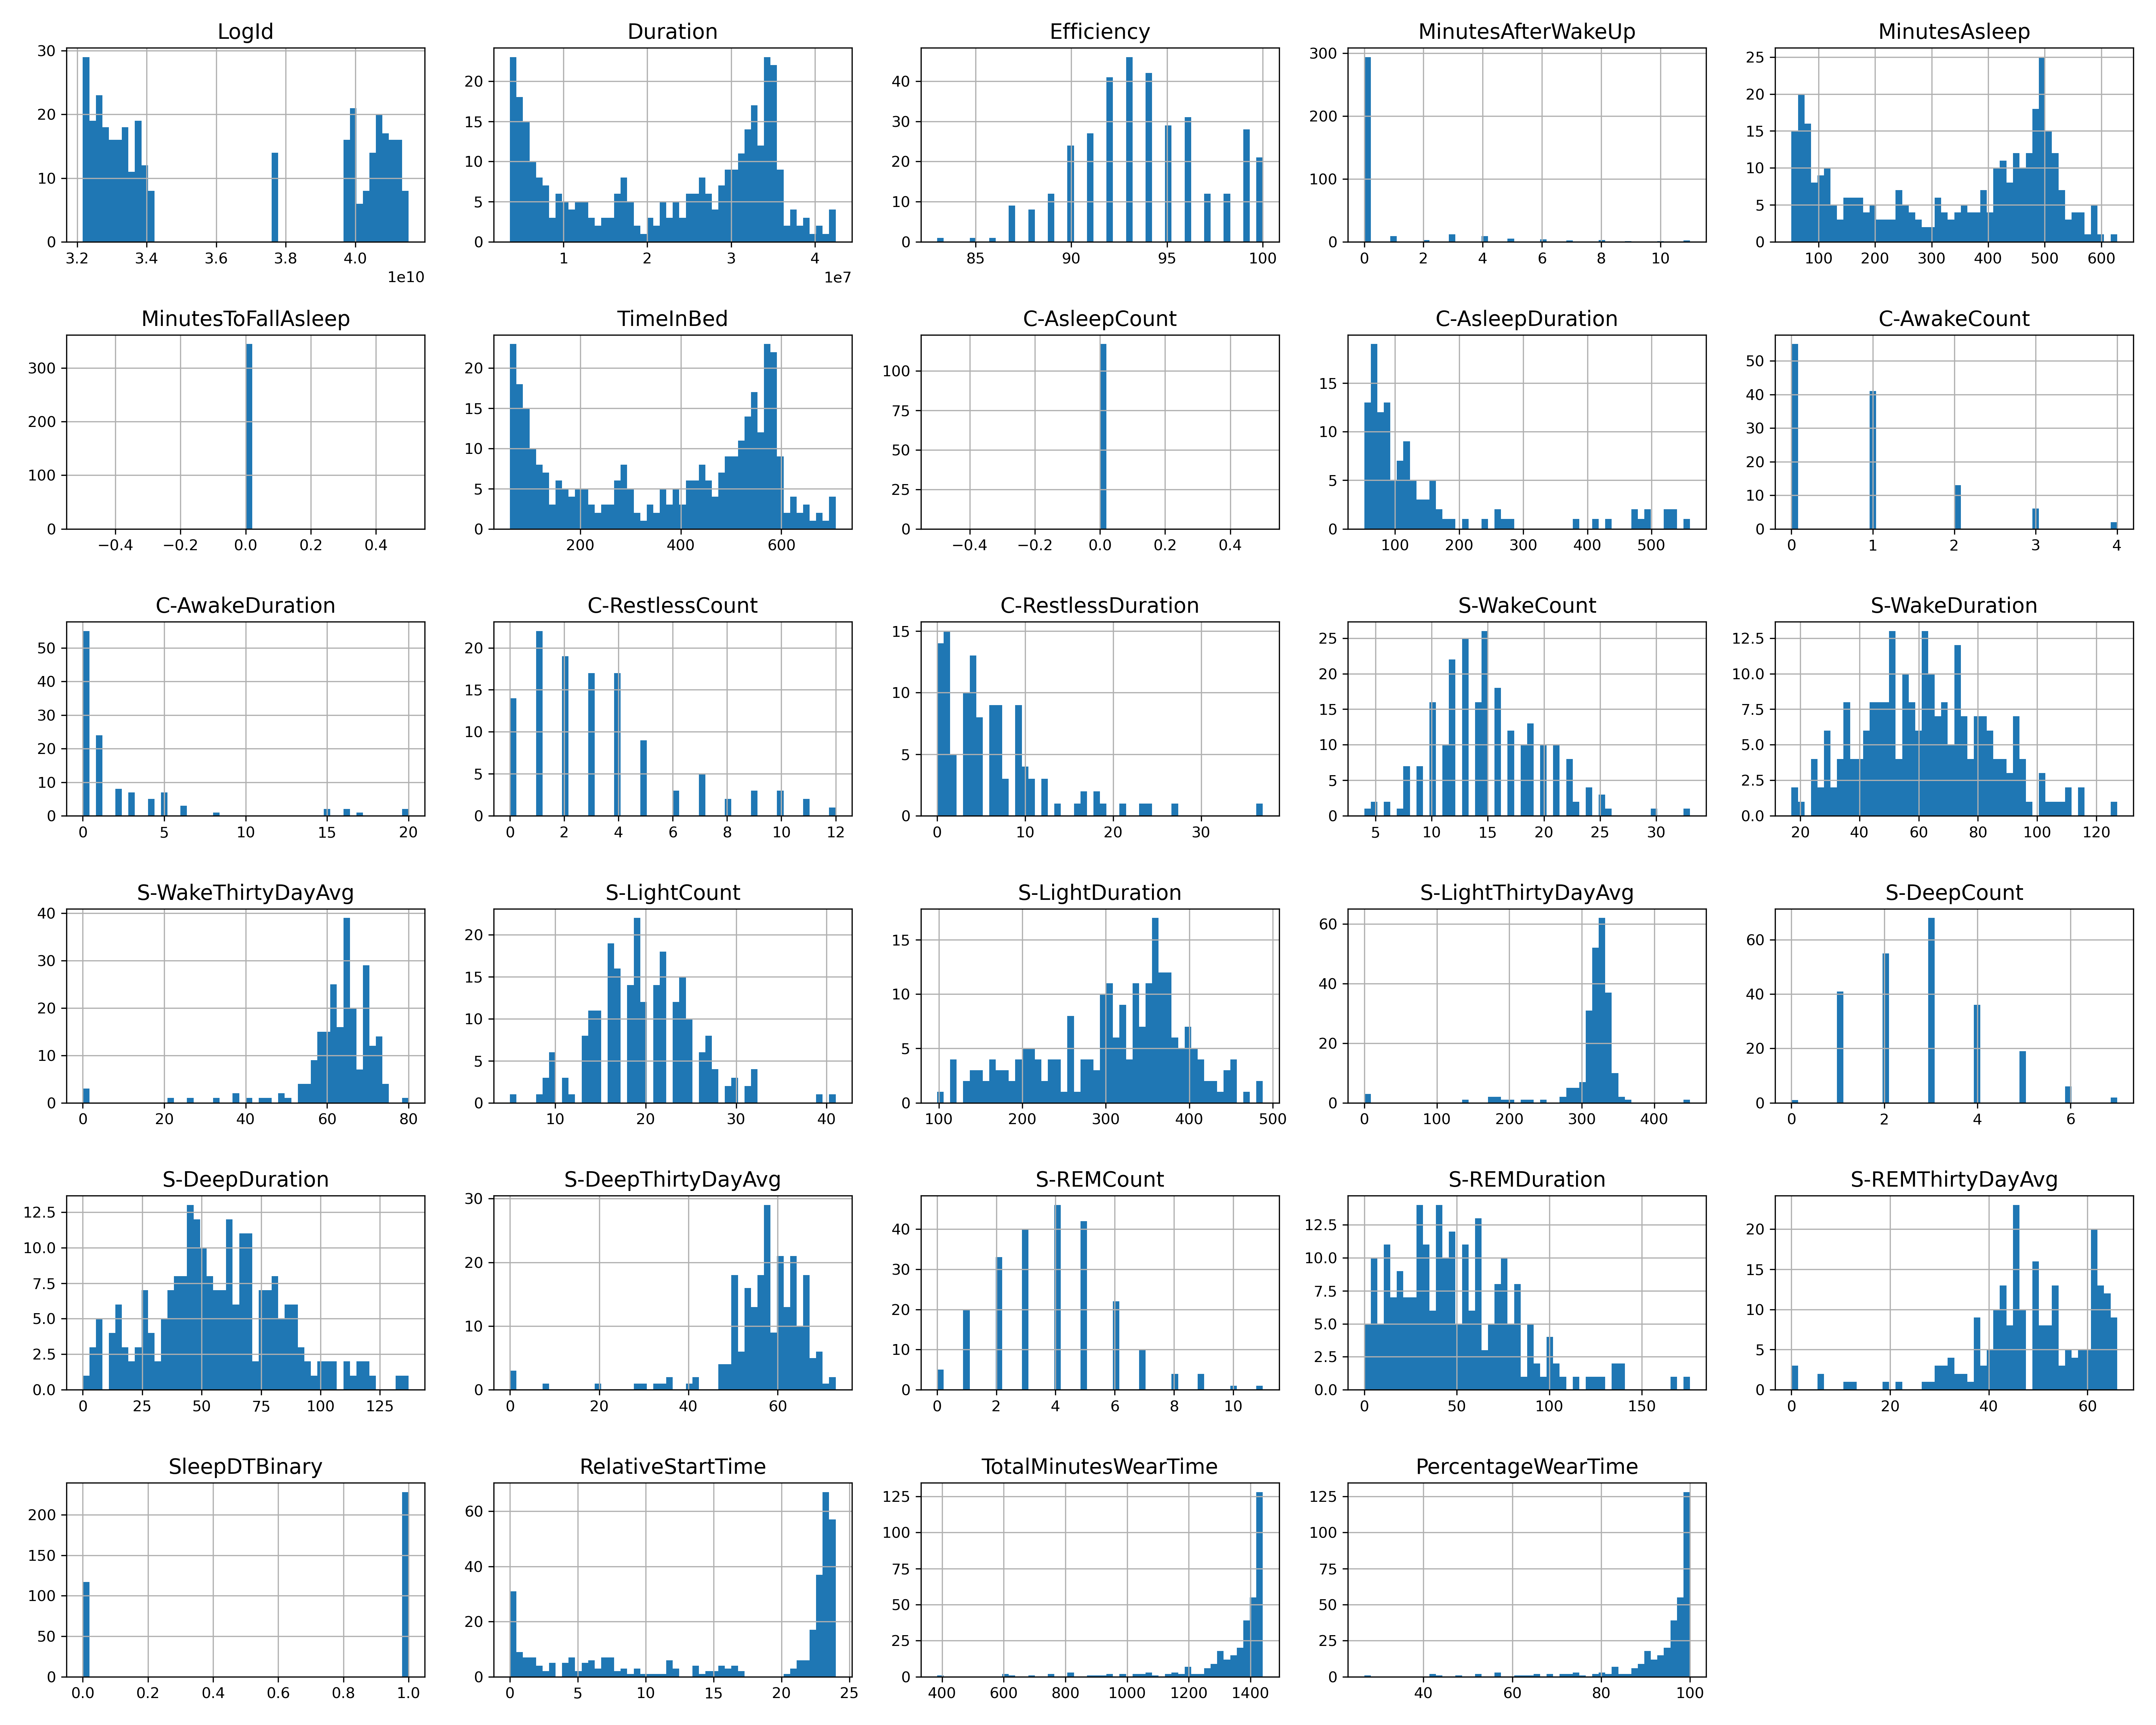 LogId Duration Efficiency MinutesAfterWakeUp MinutesAsleep
30 20 10 0
3.2 3.4 3.6 3.8 4.0
1e10
20 15 10 5 0
1 2 3 4
1e7
40 30 20 10 0
85 90 95 100
300 200 100 0
0 2 4 6 8 10
25 20 15 10 5 0
100 200 300 400 500 600
MinutesToFallAsleep TimeInBed C-AsleepCount C-AsleepDuration C-AwakeCount
300 200 100 0
−0.4 −0.2 0.0 0.2 0.4
20 15 10 5 0
200 400 600
100 75 50 25 0
−0.4 −0.2 0.0 0.2 0.4
15 10 5 0
100 200 300 400 500
50 40 30 20 10 0
0 1 2 3 4
C-AwakeDuration C-RestlessCount C-RestlessDuration S-WakeCount S-WakeDuration
50 40 30 20 10 0
0 5 10 15 20
20 15 10 5 0
0 2 4 6 8 10 12
15 10 5 0
0 10 20 30
25 20 15 10 5 0
5 10 15 20 25 30
12.5 10.0 7.5 5.0 2.5 0.0
20 40 60 80 100 120
S-WakeThirtyDayAvg S-LightCount S-LightDuration S-LightThirtyDayAvg S-DeepCount
40 30 20 10 0
0 20 40 60 80
20 15 10 5 0
10 20 30 40
15 10 5 0
100 200 300 400 500
60 40 20 0
0 100 200 300 400
60 40 20 0
0 2 4 6
S-DeepDuration S-DeepThirtyDayAvg S-REMCount S-REMDuration S-REMThirtyDayAvg
12.5 10.0 7.5 5.0 2.5 0.0
0 25 50 75 100 125
30 20 10 0
0 20 40 60
40 30 20 10 0
0 2 4 6 8 10
12.5 10.0 7.5 5.0 2.5 0.0
0 50 100 150
20 15 10 5 0
0 20 40 60
SleepDTBinary RelativeStartTime TotalMinutesWearTime PercentageWearTime
200 150 100 50 0
0.0 0.2 0.4 0.6 0.8 1.0
60 40 20 0
0 5 10 15 20 25
125 100 75 50 25 0
400 600 800 1000 1200 1400
125 100 75 50 25 0
40 60 80 100